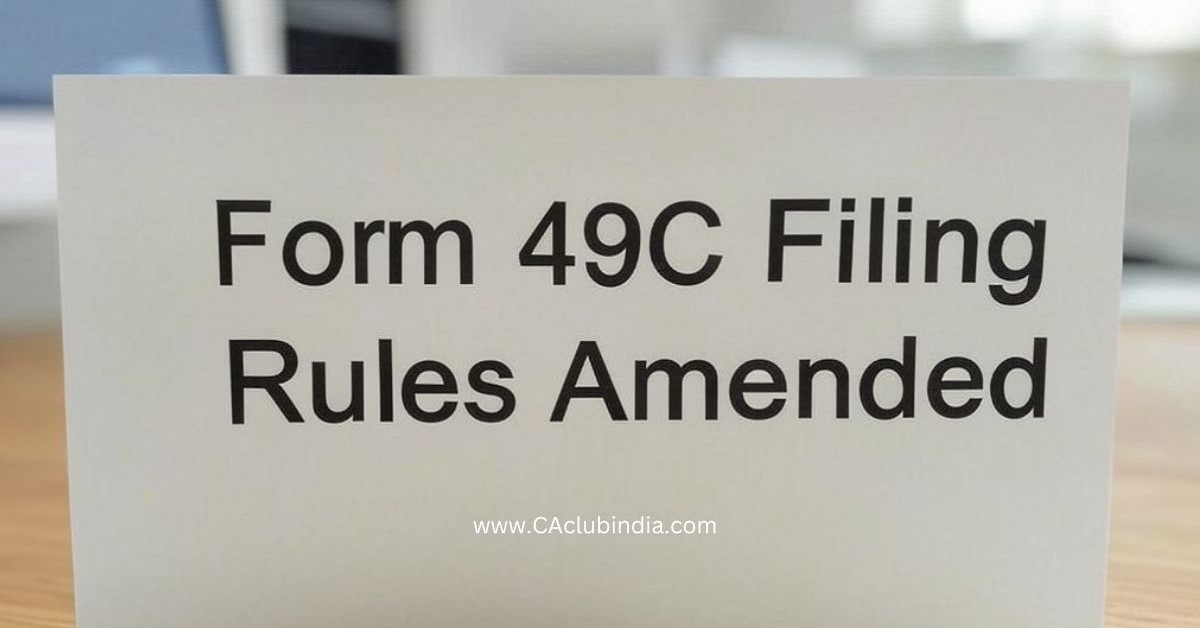 Form 49C Filing
Rules Amended
www.CAclubindia.com